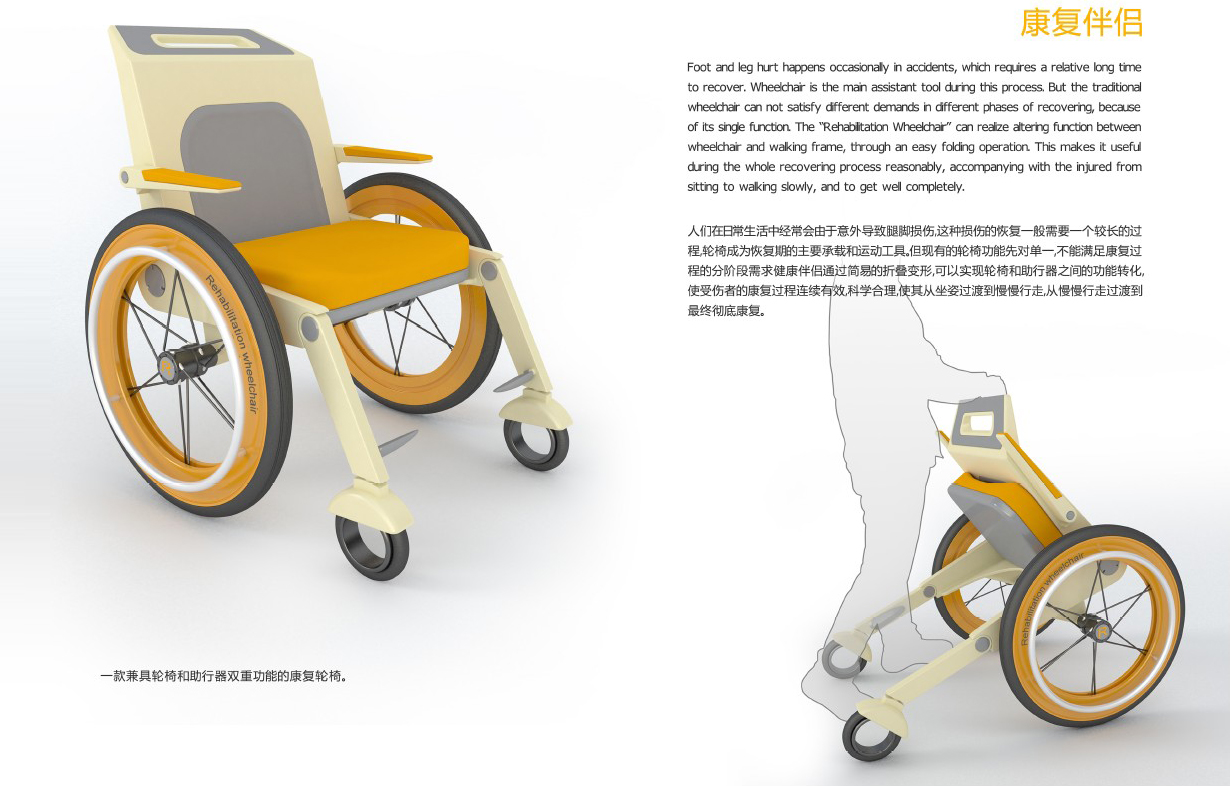 康复伴侣
Foot and leg hurt happens occasionally in accidents, which requires a relative long time
to recover. Wheelchair is the main assistant tool during this process. But the traditional
wheelchair can not satisfy different demands in different phases of recovering, because
of its single function. The “Rehabilitation Wheelchair” can realize altering function between
wheelchair and walking frame, through an easy folding operation. This makes it useful
during the whole recovering process reasonably, accompanying with the injured from
sitting to walking slowly, and to get well completely.
人们在日常生活中经常会由于意外导致腿脚损伤,这种损伤的恢复一般需要一个较长的过
程,轮椅成为恢复期的主要承载和运动工具。但现有的轮椅功能先对单一,不能满足康复过
程的分阶段需求健康伴侣通过简易的折叠变形,可以实现轮椅和助行器之间的功能转化,
使受伤者的康复过程连续有效,科学合理,使其从坐姿过渡到慢慢行走,从慢慢行走过渡到
最终彻底康复。
Rehabilitation wheelchair
Rehabilitation wheelchair
一款兼具轮椅和助行器双重功能的康复轮椅。